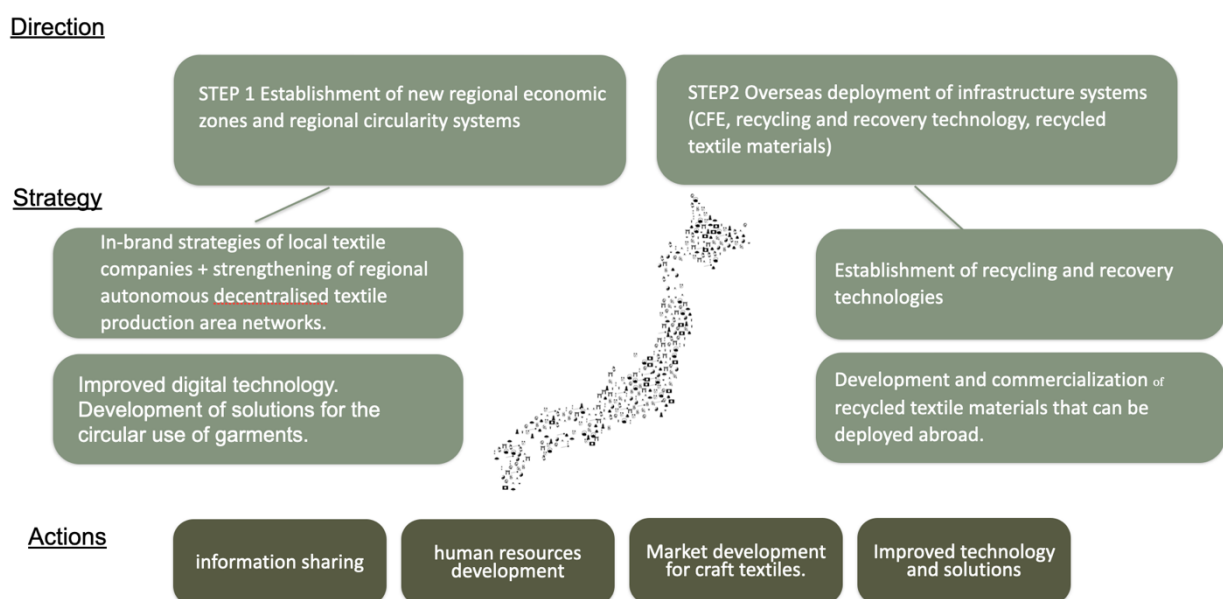 Direction
STEP 1 Establishment of new regional economic
zones and regional circularity systems
STEP2 Overseas deployment of infrastructure systems
(CFE, recycling and recovery technology, recycled
textile materials)
Strategy
In-brand strategies of local textile
companies + strengthening of regional
autonomous decentralised textile
production area networks.
Improved digital technology.
Development of solutions for the
circular use of garments.
Establishment of recycling and recovery
technologies
Development and commercialization of
recycled textile materials that can be
deployed abroad.
Actions
information sharing
human resources
development
Market development
for craft textiles.
Improved technology
and solutions